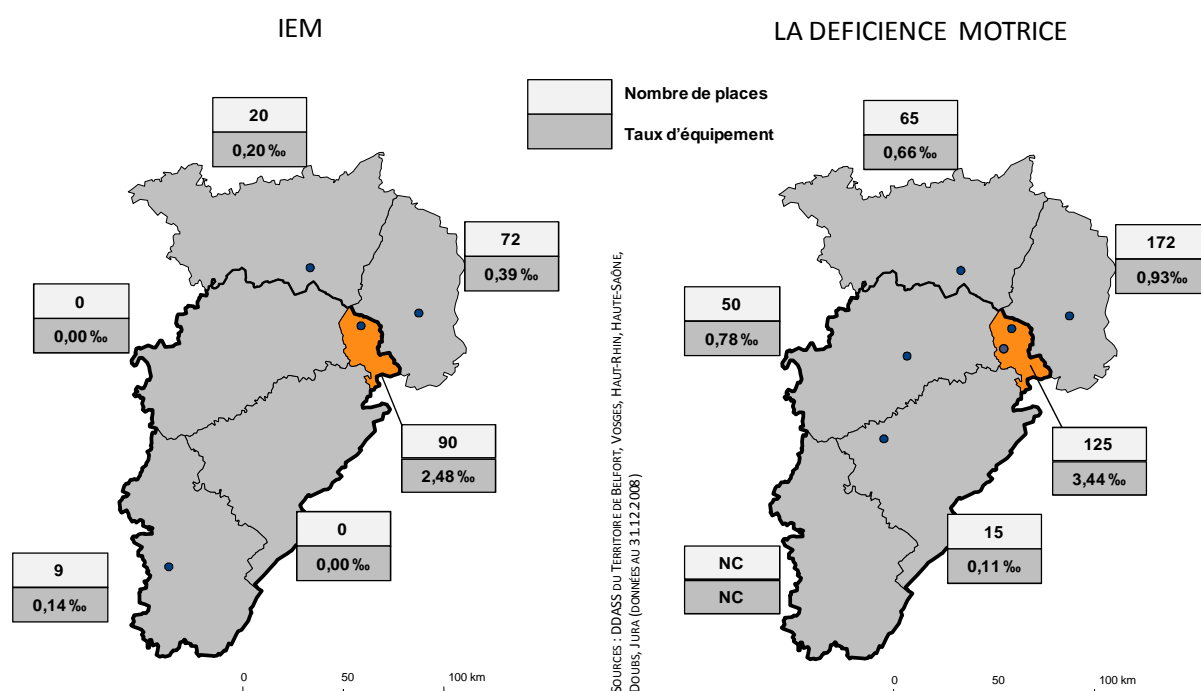 IEM
LA DEFICIENCE MOTRICE
Nombre de places
Taux d'équipement
20
0,20 ‰
72
0,39 ‰
0
0,00 ‰
90
2,48 ‰
0
0,00 ‰
9
0,14 ‰
0 50 100 km
SOURCES : DDASS DU TERRITOIRE DE BELFORT, VOSGES, HAUT-RHIN, HAUTE-SAÔNE,
DOUBS, JURA (DONNÉES AU 31.12.2008)
65
0,66 ‰
172
0,93‰
50
0,78 ‰
125
3,44 ‰
15
0,11 ‰
NC
NC
0 50 100 km